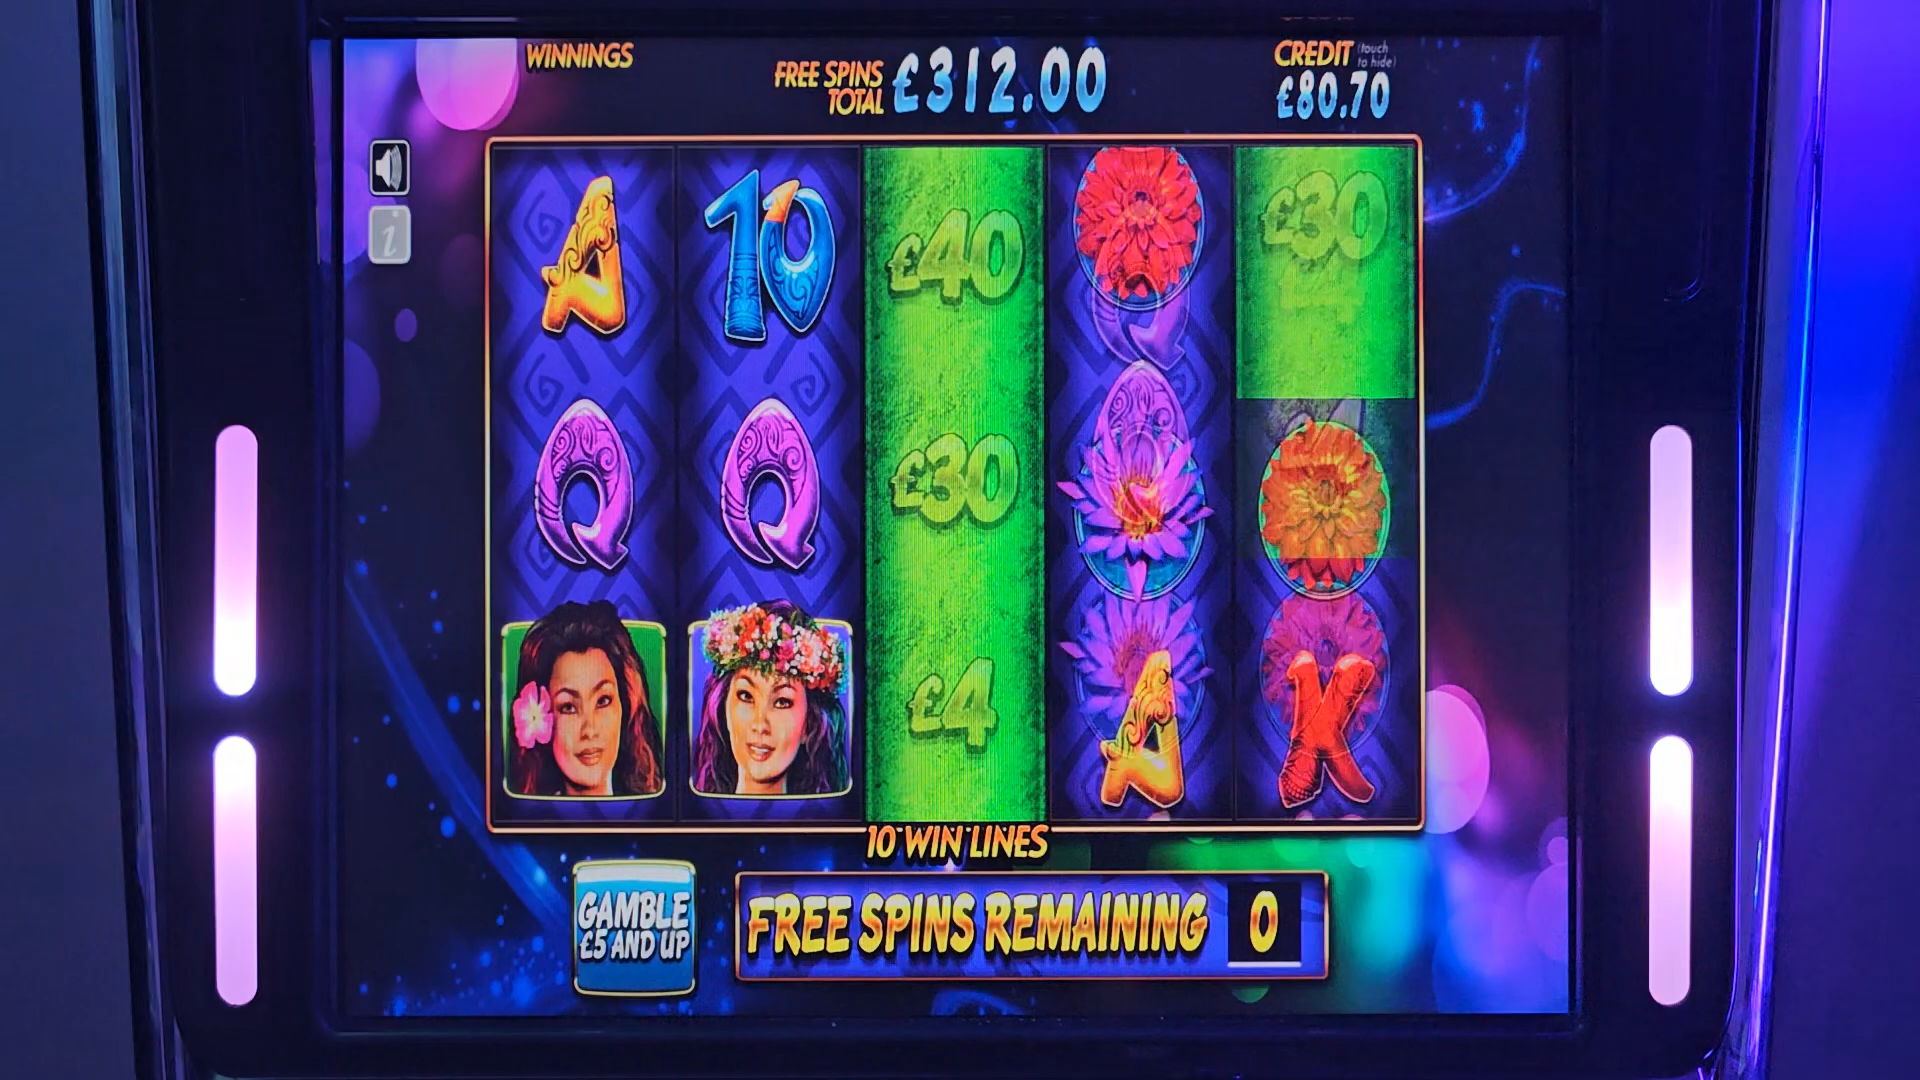 WINNINGS
FREE SPINS
TOTAL
£312.00
CREDIT (touch
to hide)
£80.70
i
A
10
£40
Q
£30
Q
Q
£30
£4
A
K
10 WIN LINES
GAMBLE
£5 AND UP
FREE SPINS REMAINING 0